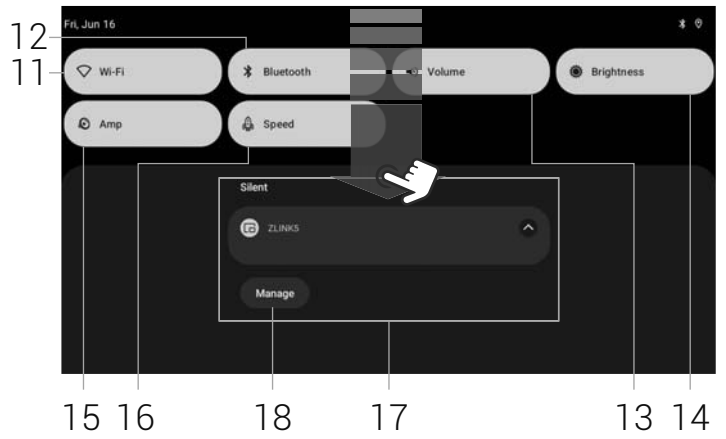 Fri, Jun 16
12
11
Wi-Fi
Bluetooth
Volume
Brightness
Amp
Speed
Silent
ZLINK5
Manage
15 16 18 17 13 14